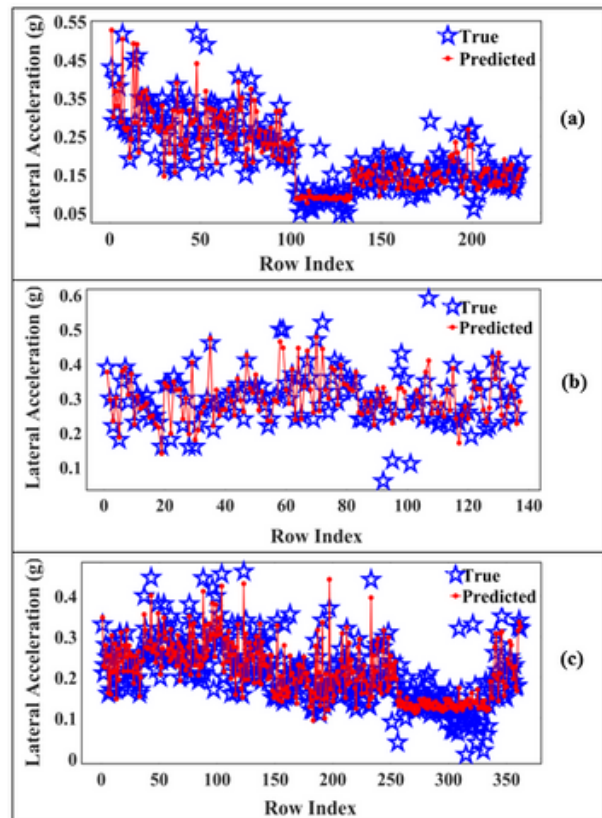 Lateral Acceleration (g)
0.55
0.45
0.35
0.25
0.15
0.05
True
Predicted
(a)
0 50 100 150 200
Row Index
Lateral Acceleration (g)
0.6
0.5
0.4
0.3
0.2
0.1
True
Predicted
(b)
0 20 40 60 80 100 120 140
Row Index
Lateral Acceleration (g)
0.4
0.3
0.2
0.1
0
True
Predicted
(c)
0 50 100 150 200 250 300 350
Row Index